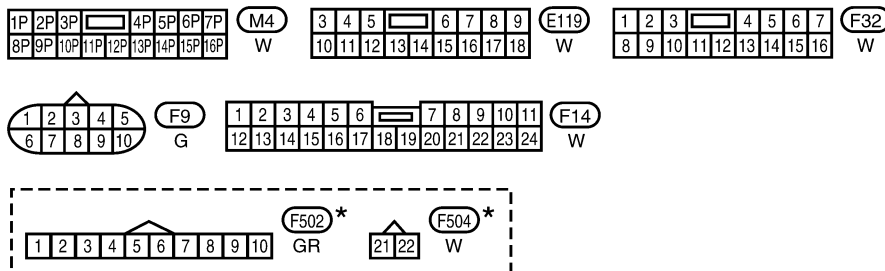 1P 2P 3P 4P 5P 6P 7P M4 3 4 5 6 7 8 9 E119 1 2 3 4 5 6 7 F32
8P 9P 10P 11P 12P 13P 14P 15P 16P W 10 11 12 13 14 15 16 17 18 W 8 9 10 11 12 13 14 15 16 W
1 2 3 4 5 F9 1 2 3 4 5 6 7 8 9 10 11 F14
6 7 8 9 10 G 12 13 14 15 16 17 18 19 20 21 22 23 24 W
F502 * F504 *
1 2 3 4 5 6 7 8 9 10 GR 21 22 W